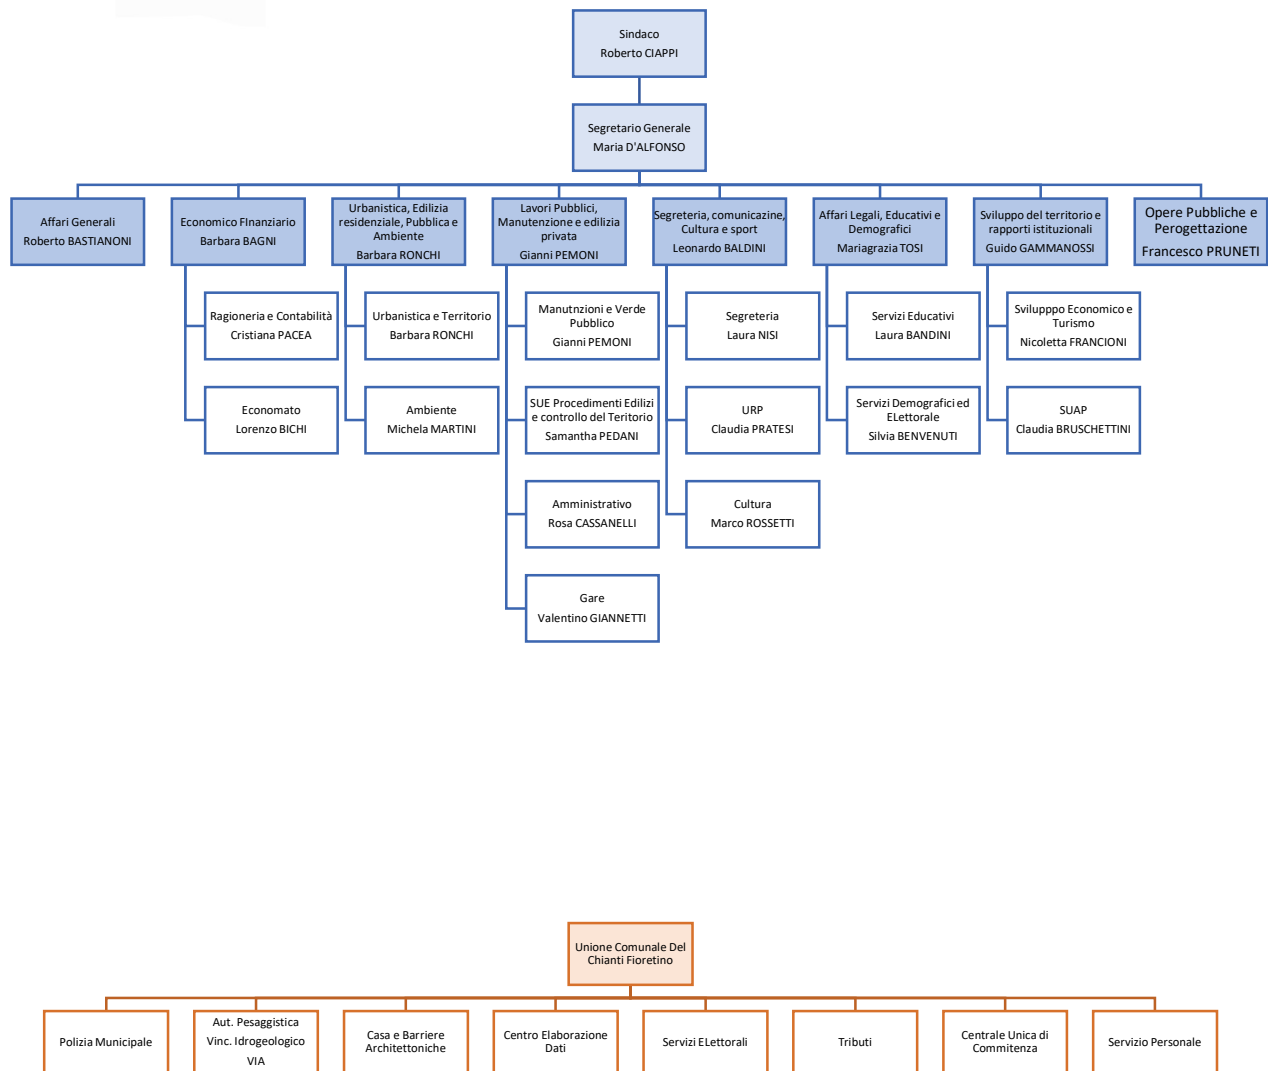 Sindaco
Roberto CIAPPI
Segretario Generale
Maria D'ALFONSO
Affari Generali
Roberto BASTIANONI
Economico FInanziario
Barbara BAGNI
Urbanistica, Edilizia
residenziale, Pubblica e
Ambiente
Barbara RONCHI
Lavori Pubblici,
Manutenzione e edilizia
privata
Gianni PEMONI
Segreteria, comunicazine,
Cultura e sport
Leonardo BALDINI
Affari Legali, Educativi e
Demografici
Mariagrazia TOSI
Sviluppo del territorio e
rapporti istituzionali
Guido GAMMANOSSI
Opere Pubbliche e
Perogettazione
Francesco PRUNETI
Ragioneria e Contabilità
Cristiana PACEA
Economato
Lorenzo BICHI
Urbanistica e Territorio
Barbara RONCHI
Ambiente
Michela MARTINI
Manutnzioni e Verde
Pubblico
Gianni PEMONI
SUE Procedimenti Edilizi
e controllo del Teritorio
Samantha PEDANI
Amministrativo
Rosa CASSANELLI
Gare
Valentino GIANNETTI
Segreteria
Laura NISI
URP
Claudia PRATESI
Cultura
Marco ROSSETTI
Servizi Educativi
Laura BANDINI
Servizi Demografici ed
ELettorale
Silvia BENVENUTI
Svilupppo Economico e
Turismo
Nicoletta FRANCIONI
SUAP
Claudia BRUSCHETTINI
Unione Comunale Del
Chianti Fioretino
Polizia Municipale
Aut. Pesaggistica
Vinc. Idrogeologico
VIA
Casa e Barriere
Architettoniche
Centro Elaborazione
Dati
Servizi ELettorali
Tributi
Centrale Unica di
Commitenza
Servizio Personale